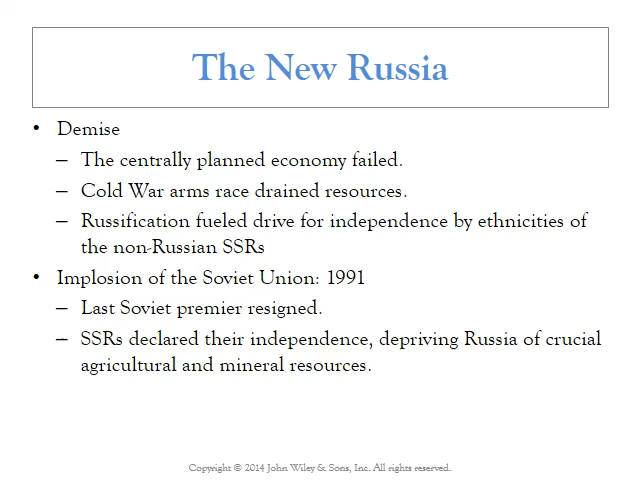 The New Russia
• Demise
– The centrally planned economy failed.
– Cold War arms race drained resources.
– Russification fueled drive for independence by ethnicities of
the non-Russian SSRs
• Implosion of the Soviet Union: 1991
– Last Soviet premier resigned.
– SSRs declared their independence, depriving Russia of crucial
agricultural and mineral resources.
Copyright © 2014 John Wiley & Sons, Inc. All rights reserved.